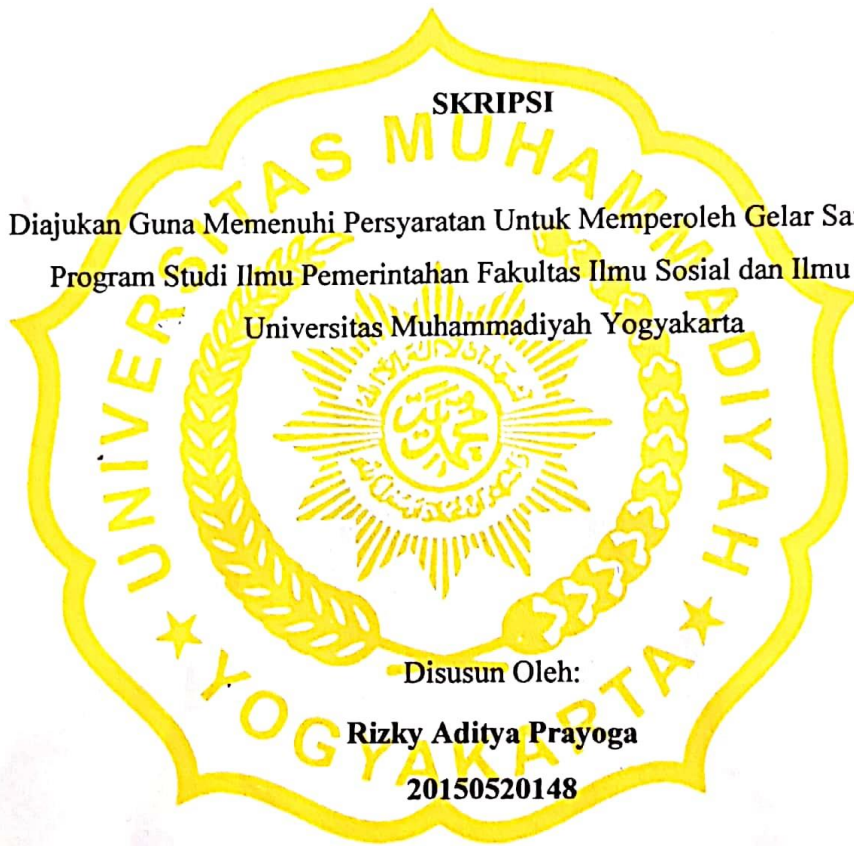 SKRIPSI
UNIVERSITAS MUHAMMADIYAH
Diajukan Guna Memenuhi Persyaratan Untuk Memperoleh Gelar
Program Studi Ilmu Pemerintahan Fakultas Ilmu Sosial dan Ilmu
Universitas Muhammadiyah Yogyakarta
محمدية
Disusun Oleh:
Rizky Aditya Prayoga
20150520148
★ YOGYAKARTA ★